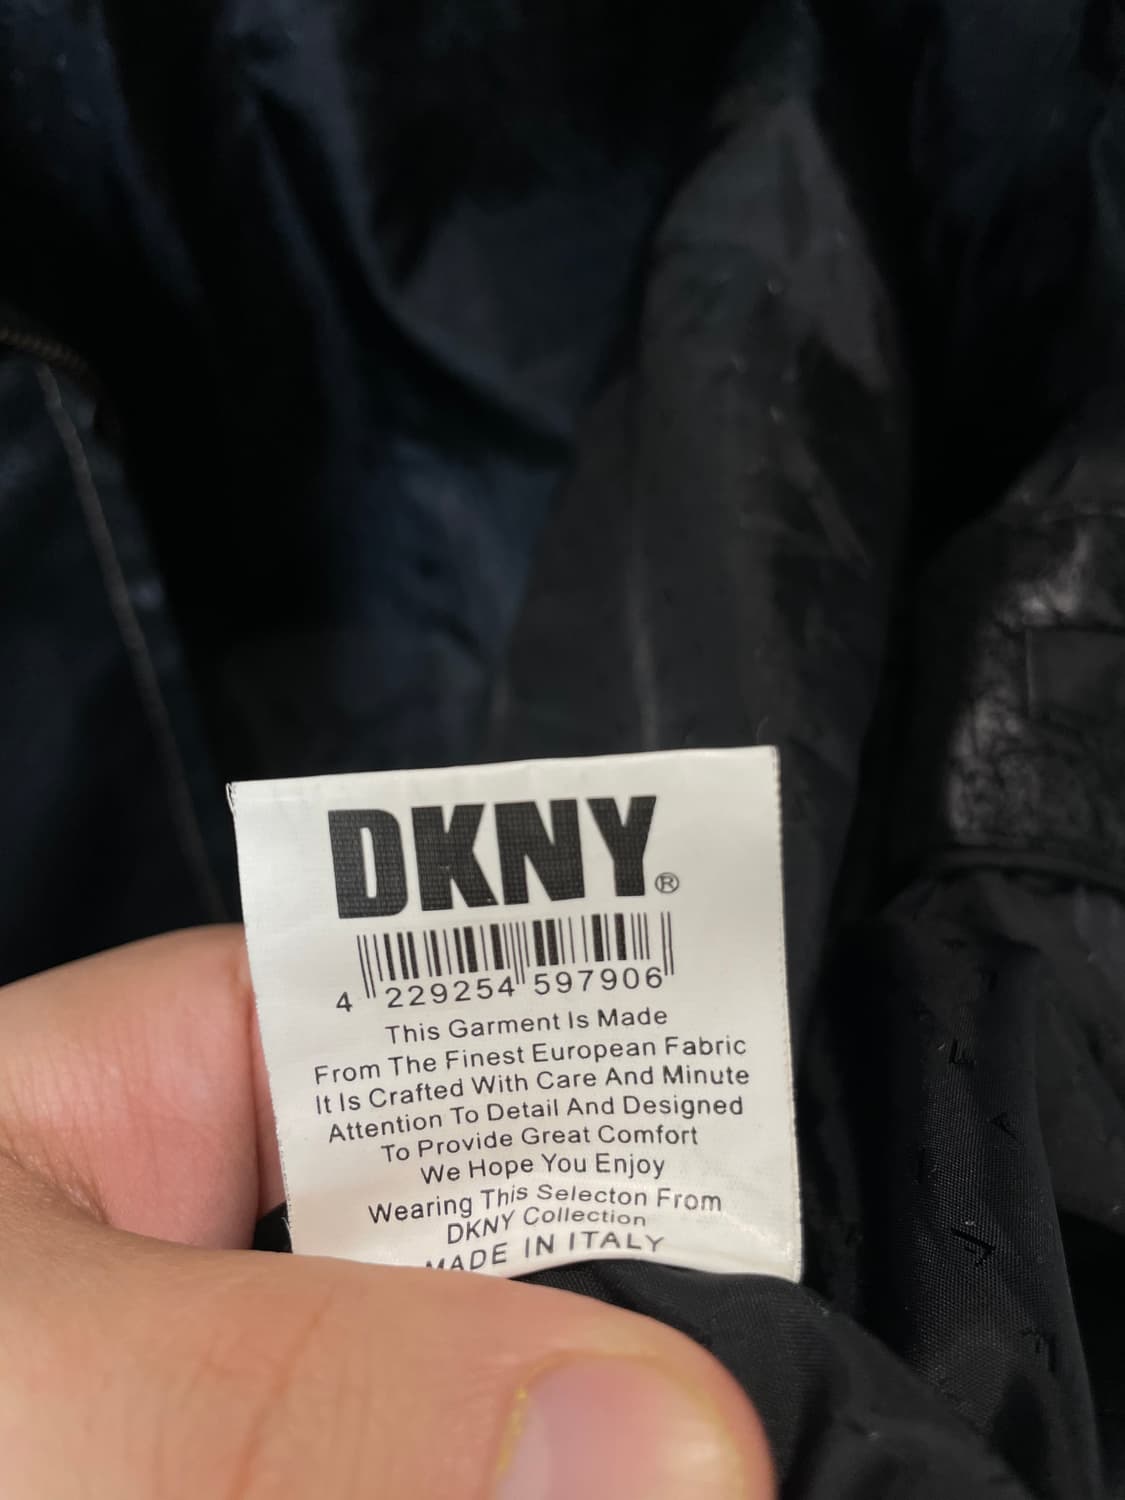 DKNY®
4 229254 597906
This Garment Is Made
From The Finest European Fabric
It Is Crafted With Care And Minute
Attention To Detail And Designed
To Provide Great Comfort
We Hope You Enjoy
Wearing This Selecton From
DKNY Collection
MADE IN ITALY